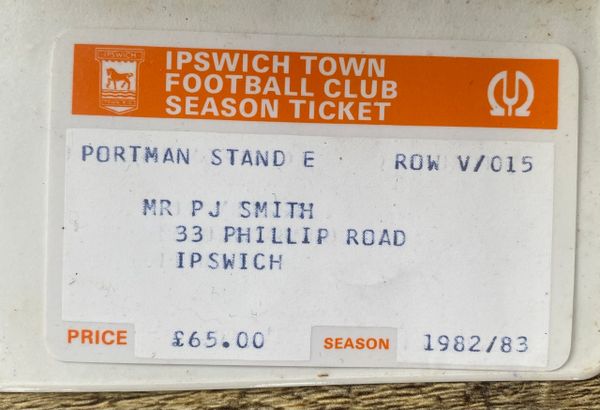 IPSWICH
IPSWICH TOWN
FOOTBALL CLUB
SEASON TICKET
PORTMAN STAND E ROW V/015
MR PJ SMITH
33 PHILLIP ROAD
IPSWICH
PRICE £65.00 SEASON 1982/83